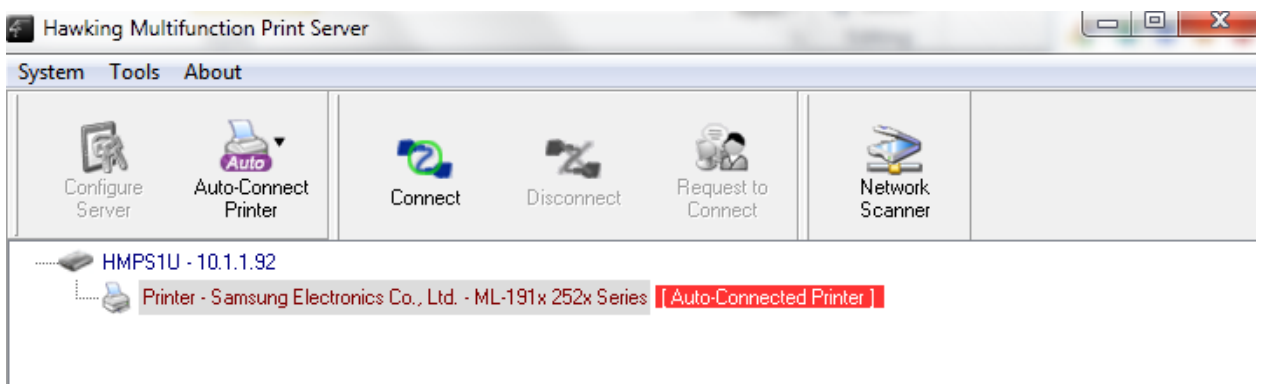 Hawking Multifunction Print Server
System Tools About
Configure
Server
Auto
Auto-Connect
Printer
Connect
Disconnect
Request to
Connect
Network
Scanner
HMPS1U - 10.1.1.92
Printer - Samsung Electronics Co., Ltd. - ML-191x 252x Series [ Auto-Connected Printer ]